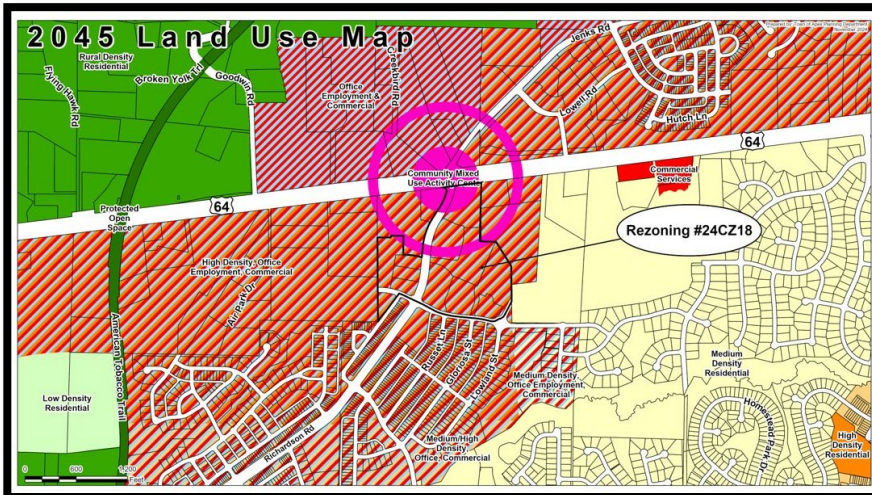 2045 Land Use Map
Prepared by: Town of Apex Planning Department
November, 2024
Rural Density
Residential
Flying Hawk Rd
Broken Yolk Trl
Goodwin Rd
Office
Employment &
Commercial
Creekbird Rd
Jenks Rd
Lowell Rd
Hutch Ln
64
Community Mixed
Use Activity Center
Commercial
Services
Protected
Open
Space
64
Rezoning #24CZ18
High Density, Office
Employment, Commercial
Air Park Dr
American Tobacco Trail
Russet Ln
Gloriosa St
Lowland St
Medium Density,
Office Employment,
Commercial
Medium
Density
Residential
Low Density
Residential
Homestead Park Dr
Medium/High
Density,
Office, Commercial
Richardson Rd
High
Density
Residential
0 600 1,200
Feet